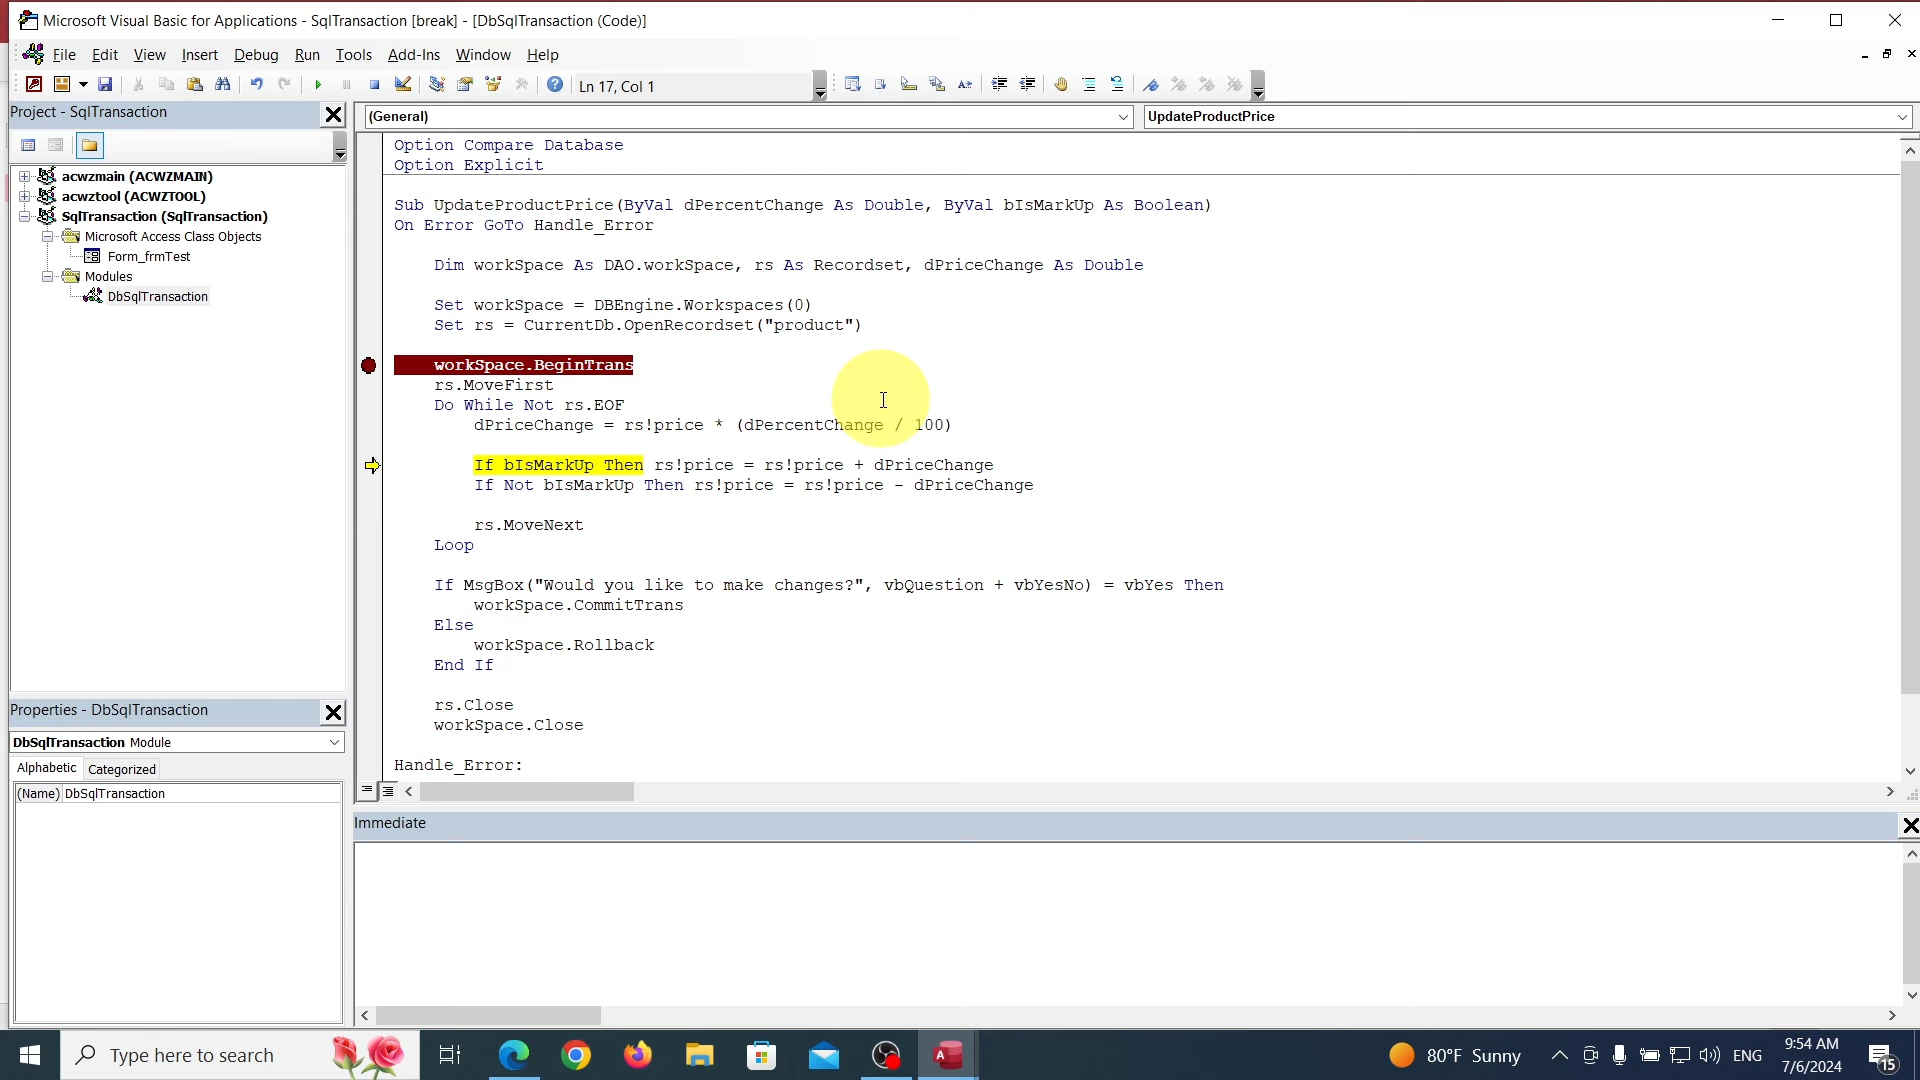 Microsoft Visual Basic for Applications - SqlTransaction [break] - [DbSqlTransaction (Code)]
File Edit View Insert Debug Run Tools Add-Ins Window Help
Ln 17, Col 1
Project - SqlTransaction
(General)
UpdateProductPrice
acwzmain (ACWZMAIN)
acwztool (ACWZTOOL)
SqlTransaction (SqlTransaction)
Microsoft Access Class Objects
Form_frmTest
Modules
DbSqlTransaction
Option Compare Database
Option Explicit
Sub UpdateProductPrice(ByVal dPercentChange As Double, ByVal bIsMarkUp As Boolean)
On Error GoTo Handle_Error
Dim workSpace As DAO.workSpace, rs As Recordset, dPriceChange As Double
Set workSpace = DBEngine.Workspaces(0)
Set rs = CurrentDb.OpenRecordset("product")
workSpace.BeginTrans
rs.MoveFirst
Do While Not rs.EOF
dPriceChange = rs!price * (dPercentChange / 100)
If bIsMarkUp Then rs!price = rs!price + dPriceChange
If Not bIsMarkUp Then rs!price = rs!price - dPriceChange
rs.MoveNext
Loop
If MsgBox("Would you like to make changes?", vbQuestion + vbYesNo) = vbYes Then
workSpace.CommitTrans
Else
workSpace.Rollback
End If
rs.Close
workSpace.Close
Handle_Error:
Properties - DbSqlTransaction
DbSqlTransaction Module
Alphabetic Categorized
(Name) DbSqlTransaction
Immediate
Type here to search
80°F Sunny
ENG
9:54 AM
7/6/2024
15